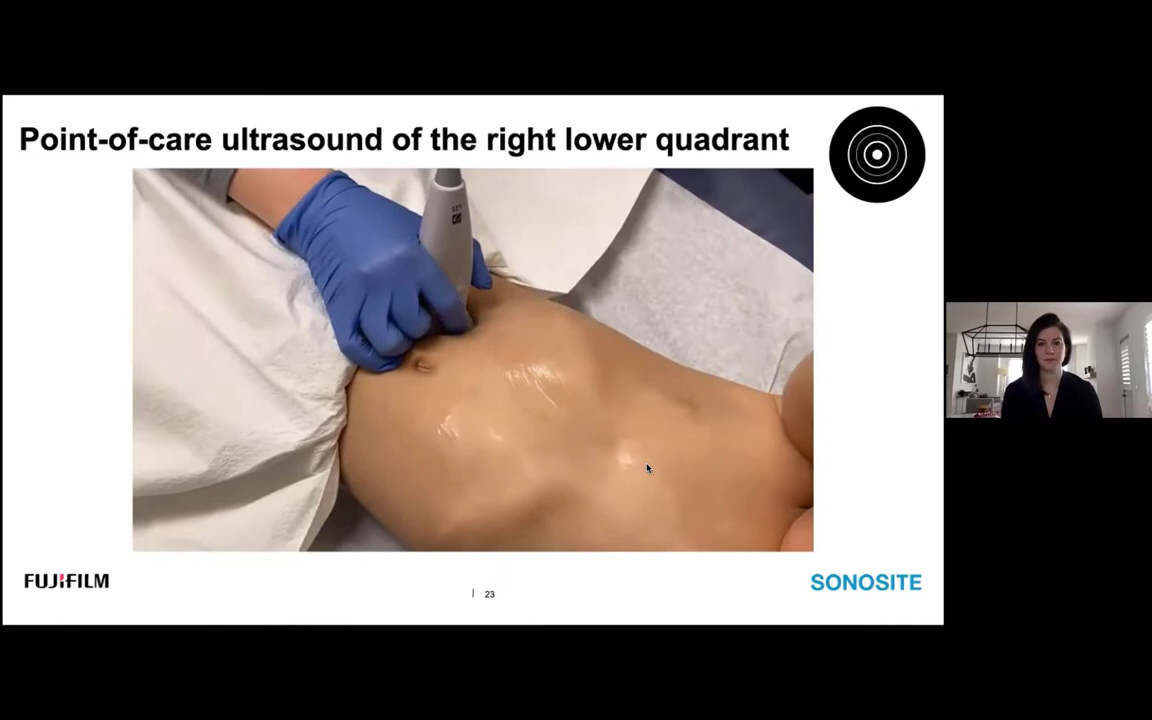 Point-of-care ultrasound of the right lower quadrant
FUJIFILM
| 23
SONOSITE